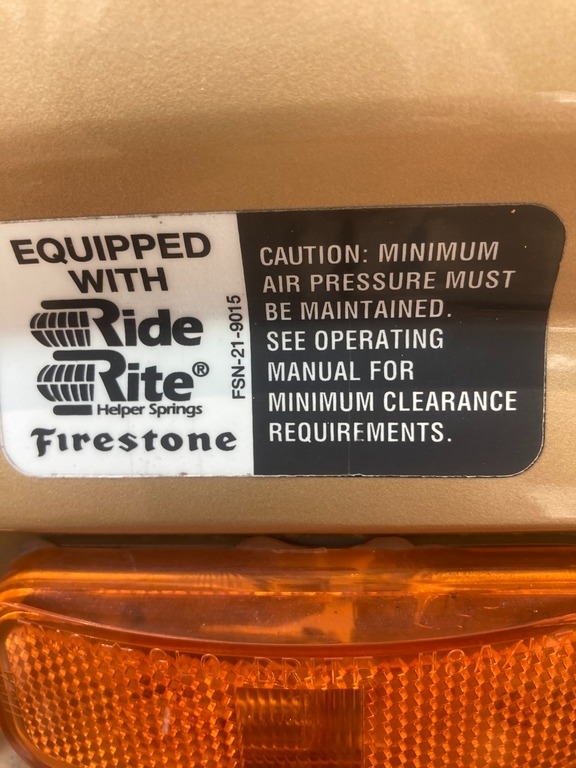 EQUIPPED
WITH
Ride
Rite®
Helper Springs
Firestone
FSN-21-9015
CAUTION: MINIMUM
AIR PRESSURE MUST
BE MAINTAINED.
SEE OPERATING
MANUAL FOR
MINIMUM CLEARANCE
REQUIREMENTS.